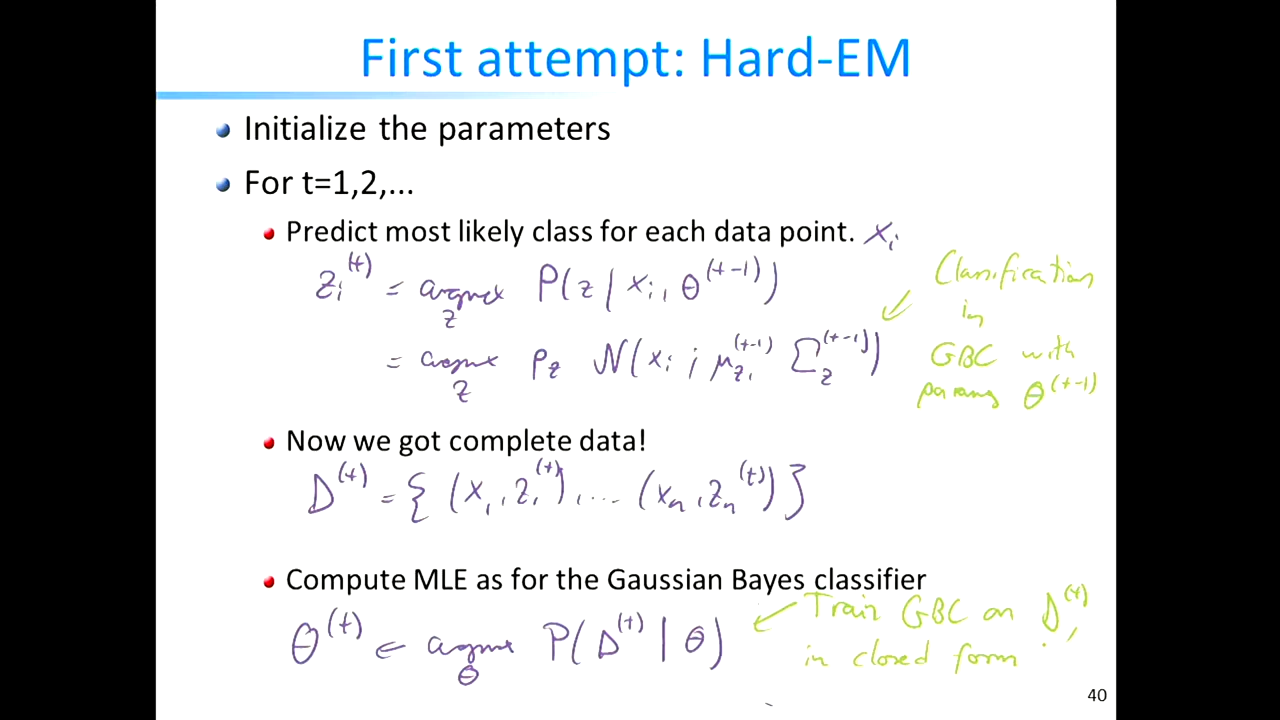 First attempt: Hard-EM
Initialize the parameters
For t=1,2,...
Predict most likely class for each data point. xᵢ
zᵢ⁽ᵗ⁾ = argmax_z P(z | xᵢ, θ⁽ᵗ⁻¹⁾)
= argmax_z p_z N(xᵢ ; μ_zᵢ⁽ᵗ⁻¹⁾ Σ_z⁽ᵗ⁻¹⁾)
Classification
in
GBC with
params θ⁽ᵗ⁻¹⁾
Now we got complete data!
D⁽ᵗ⁾ = { (x₁, z₁⁽ᵗ⁾), ... (xₙ, zₙ⁽ᵗ⁾) }
Compute MLE as for the Gaussian Bayes classifier
θ⁽ᵗ⁾ ← argmax_θ P(D⁽ᵗ⁾ | θ)
Train GBC on D⁽ᵗ⁾,
in closed form
40